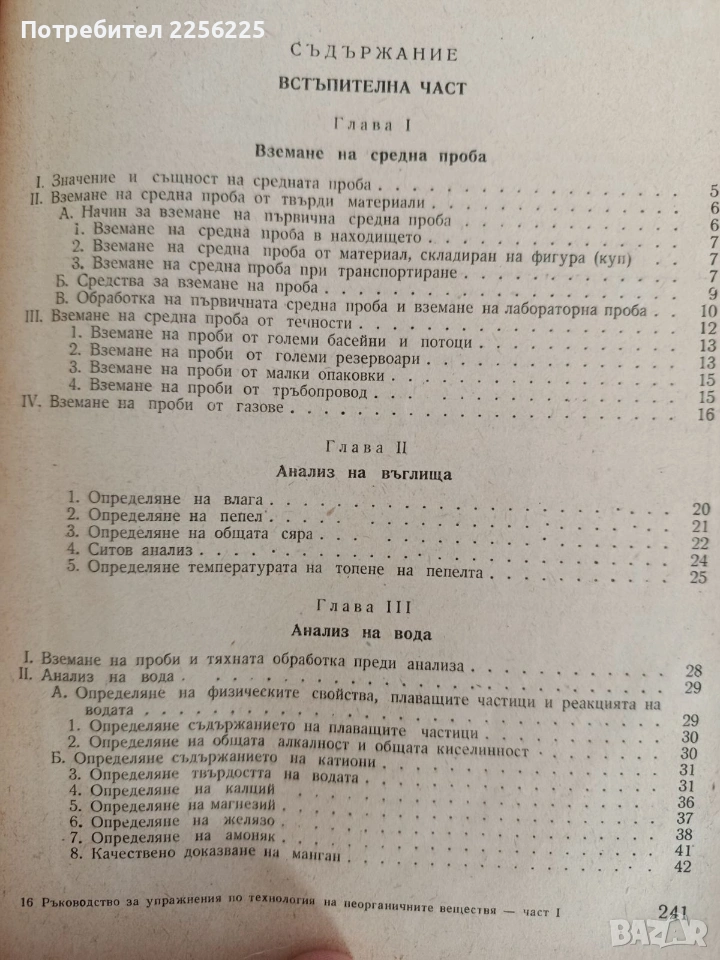 Потребител 2256225
СЪДЪРЖАНИЕ
ВСТЪПИТЕЛНА ЧАСТ
Глава I
Вземане на средна проба
I. Значение и същност на средната проба 5
II. Вземане на средна проба от твърди материали 6
А. Начин за вземане на първична средна проба 6
1. Вземане на средна проба в находището 7
2. Вземане на средна проба от материал, складиран на фигура (куп) 7
3. Вземане на средна проба при транспортиране 7
Б. Средства за вземане на проба 9
В. Обработка на първичната средна проба и вземане на лабораторна проба 10
III. Вземане на средна проба от течности 12
1. Вземане на проби от големи басейни и потоци 13
2. Вземане на проби от големи резервоари 13
3. Вземане на проби от малки опаковки 15
4. Вземане на проби от тръбопровод 15
IV. Вземане на проби от газове 16
Глава II
Анализ на въглища
1. Определяне на влага 20
2. Определяне на пепел 21
3. Определяне на общата сяра 22
4. Ситов анализ 24
5. Определяне температурата на топене на пепелта 25
Глава III
Анализ на вода
I. Вземане на проби и тяхната обработка преди анализа 28
II. Анализ на вода 29
А. Определяне на физическите свойства, плаващите частици и реакцията на
водата 29
1. Определяне съдържанието на плаващите частици 30
2. Определяне на общата алкалност и общата киселинност 30
Б. Определяне съдържанието на катиони 31
3. Определяне твърдостта на водата 31
4. Определяне на калций 36
5. Определяне на магнезий 37
6. Определяне на желязо 38
7. Определяне на амоняк 41
8. Качествено доказване на манган 42
16 Ръководство за упражнения по технология на неорганичните вещества — част I
241
BAZAR